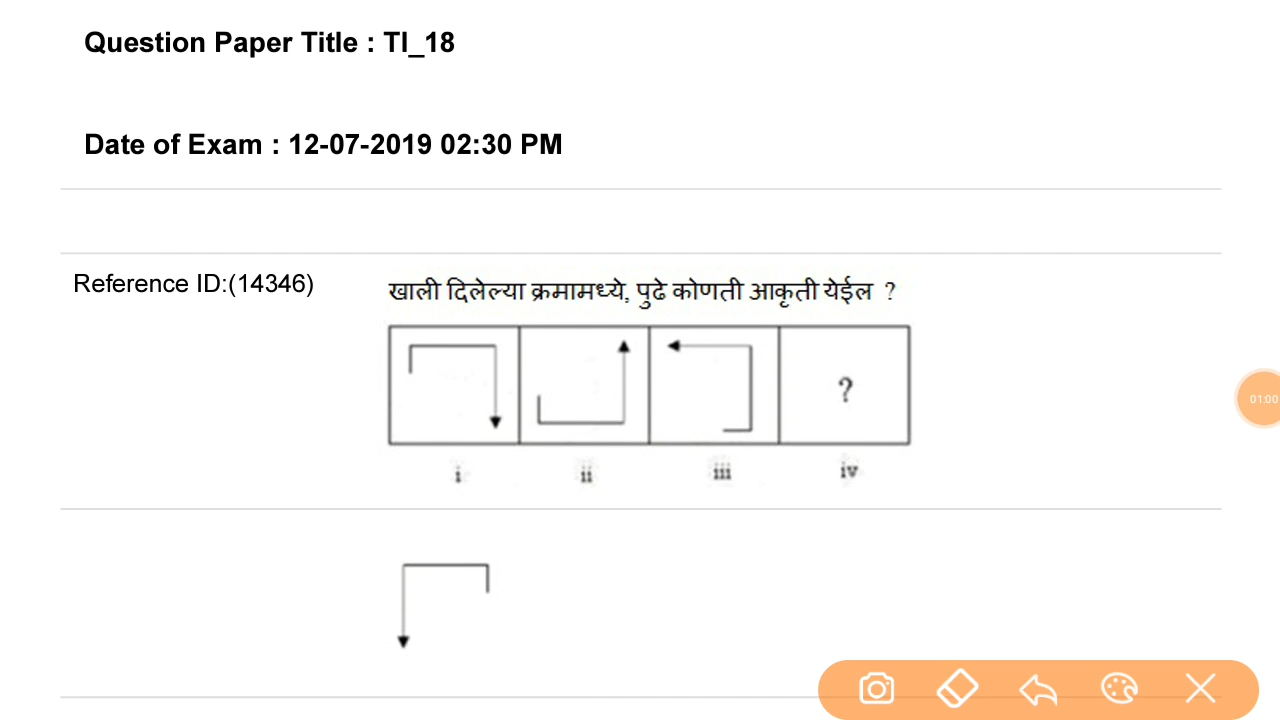 Question Paper Title : TI_18
Date of Exam : 12-07-2019 02:30 PM
Reference ID:(14346)
खाली दिलेल्या क्रमामध्ये, पुढे कोणती आकृती येईल ?
?
i ii iii iv
01:00